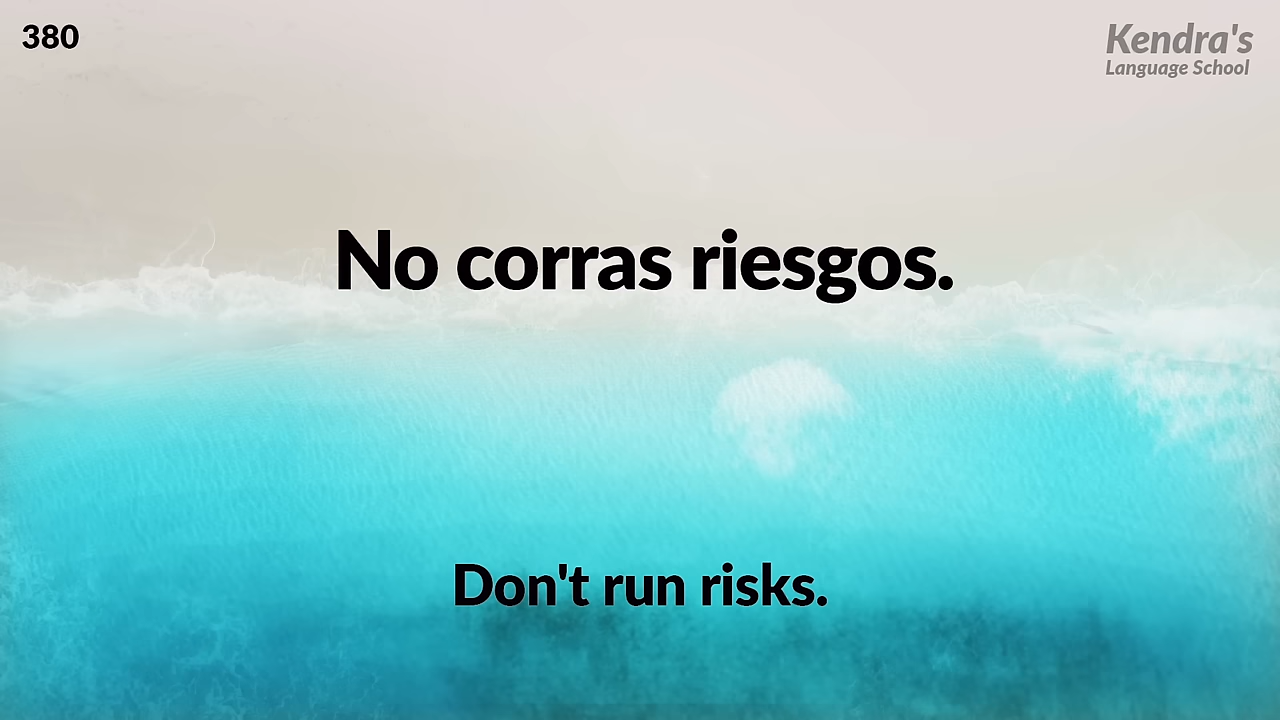 380
Kendra's
Language School
No corras riesgos.
Don't run risks.